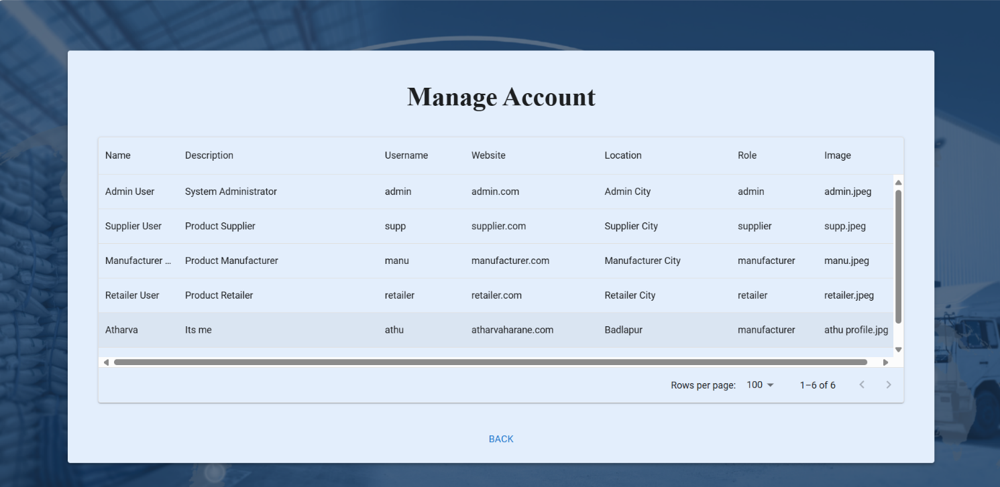 Manage Account
Name Description Username Website Location Role Image
Admin User System Administrator admin admin.com Admin City admin admin.jpeg
Supplier User Product Supplier supp supplier.com Supplier City supplier supp.jpeg
Manufacturer ... Product Manufacturer manu manufacturer.com Manufacturer City manufacturer manu.jpeg
Retailer User Product Retailer retailer retailer.com Retailer City retailer retailer.jpeg
Atharva Its me athu atharvaharane.com Badlapur manufacturer athu profile.jpg
Rows per page: 100 1–6 of 6
BACK